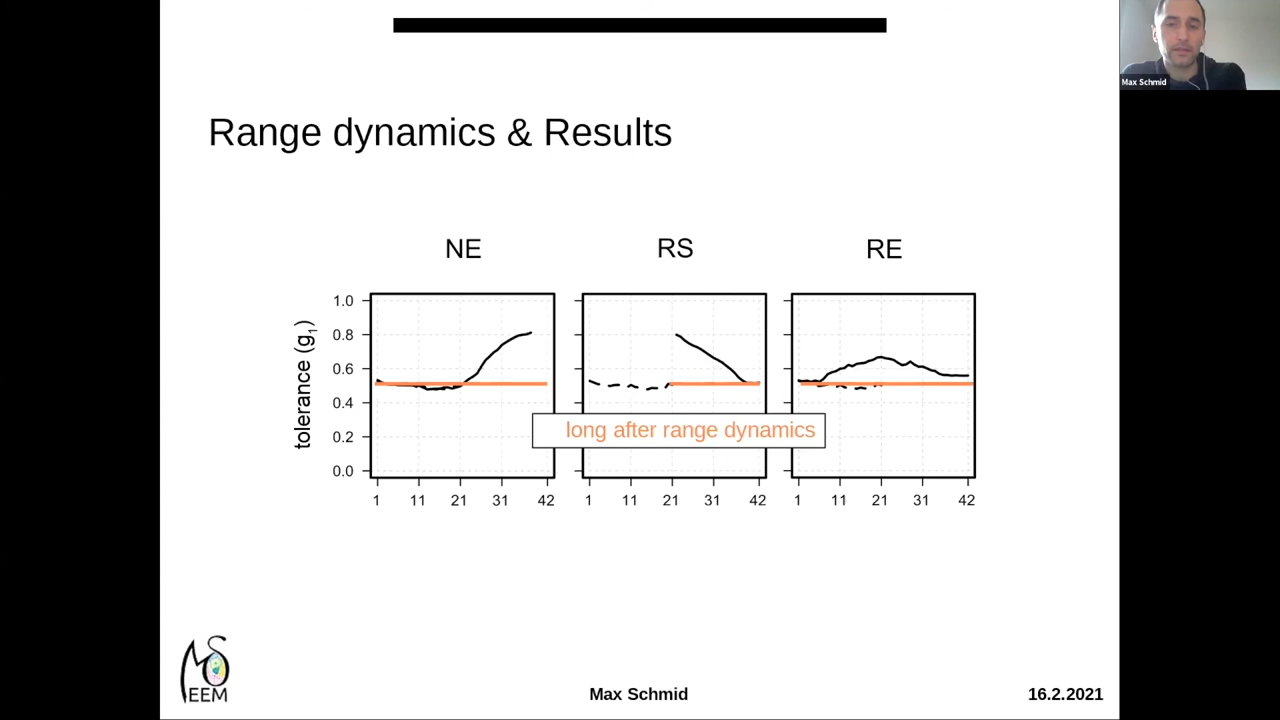 Max Schmid
Range dynamics & Results
NE RS RE
tolerance (g₁)
1.0
0.8
0.6
0.4
0.2
0.0
long after range dynamics
1 11 21 31 42 1 11 21 31 42 1 11 21 31 42
MS
EEM
Max Schmid
16.2.2021